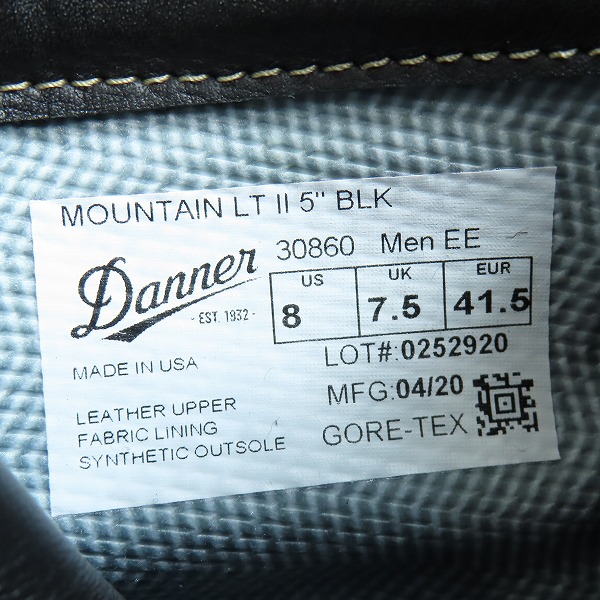 MOUNTAIN LT II 5" BLK
Danner
- EST. 1932 -
30860 Men EE
US UK EUR
8 7.5 41.5
MADE IN USA
LOT#:0252920
MFG:04/20
LEATHER UPPER
FABRIC LINING
SYNTHETIC OUTSOLE
GORE-TEX